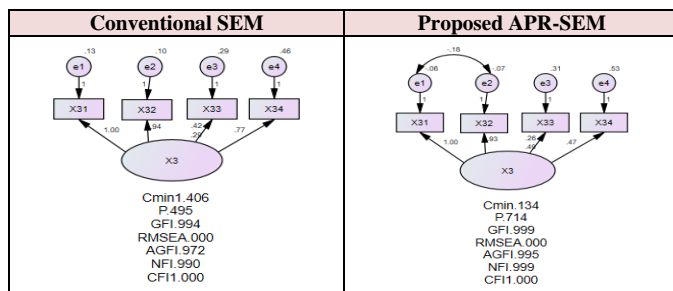 Conventional SEM
Proposed APR-SEM
.13 .10 .29 .46
e1 e2 e3 e4
1 1 1 1
X31 X32 X33 X34
1.00 .94 .42 .77
.29
X3
Cmin1.406
P.495
GFI.994
RMSEA.000
AGFI.972
NFI.990
CFI1.000
-.18
-.06 -.07 .31 .53
e1 e2 e3 e4
1 1 1 1
X31 X32 X33 X34
1.00 .93 .26 .47
X3
Cmin.134
P.714
GFI.999
RMSEA.000
AGFI.995
NFI.999
CFI1.000